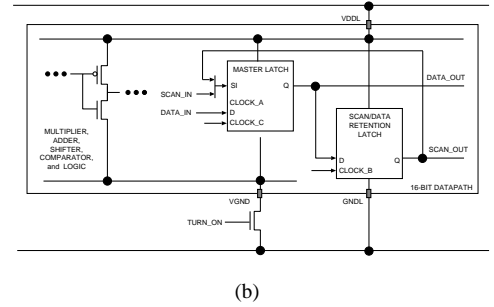 VDDL
MASTER LATCH
SI
Q
DATA_OUT
SCAN_IN
CLOCK_A
DATA_IN
D
CLOCK_C
SCAN/DATA
RETENTION
LATCH
MULTIPLIER,
ADDER,
SHIFTER,
COMPARATOR,
and LOGIC
D
Q
SCAN_OUT
CLOCK_B
16-BIT DATAPATH
VGND
GNDL
TURN_ON
(b)